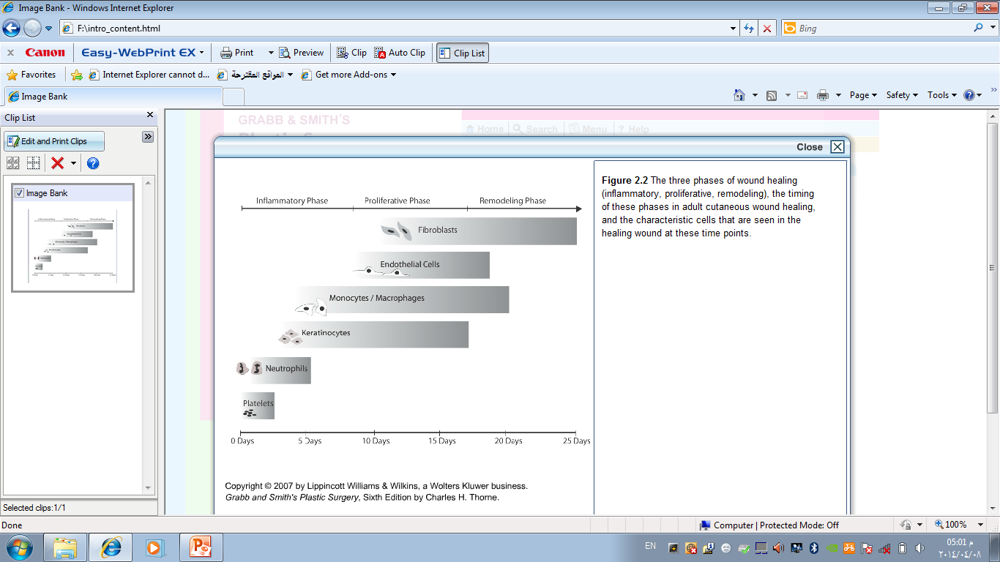 Image Bank - Windows Internet Explorer
F:\intro_content.html
Bing
x Canon Easy-WebPrint EX Print Preview Clip Auto Clip Clip List
Favorites Internet Explorer cannot d... المواقع المقترحة Get more Add-ons
Image Bank Page Safety Tools
Clip List
Edit and Print Clips
Image Bank
Selected clips:1/1
GRABB & SMITH'S
Home Search Menu ? Help
Close
Inflammatory Phase Proliferative Phase Remodeling Phase
Fibroblasts
Endothelial Cells
Monocytes / Macrophages
Keratinocytes
Neutrophils
Platelets
0 Days 5 Days 10 Days 15 Days 20 Days 25 Days
Copyright © 2007 by Lippincott Williams & Wilkins, a Wolters Kluwer business.
Grabb and Smith's Plastic Surgery, Sixth Edition by Charles H. Thorne.
Figure 2.2 The three phases of wound healing
(inflammatory, proliferative, remodeling), the timing
of these phases in adult cutaneous wound healing,
and the characteristic cells that are seen in the
healing wound at these time points.
Done
Computer | Protected Mode: Off
100%
EN
05:01 م
٢٠١٤/٠٤/٠٨